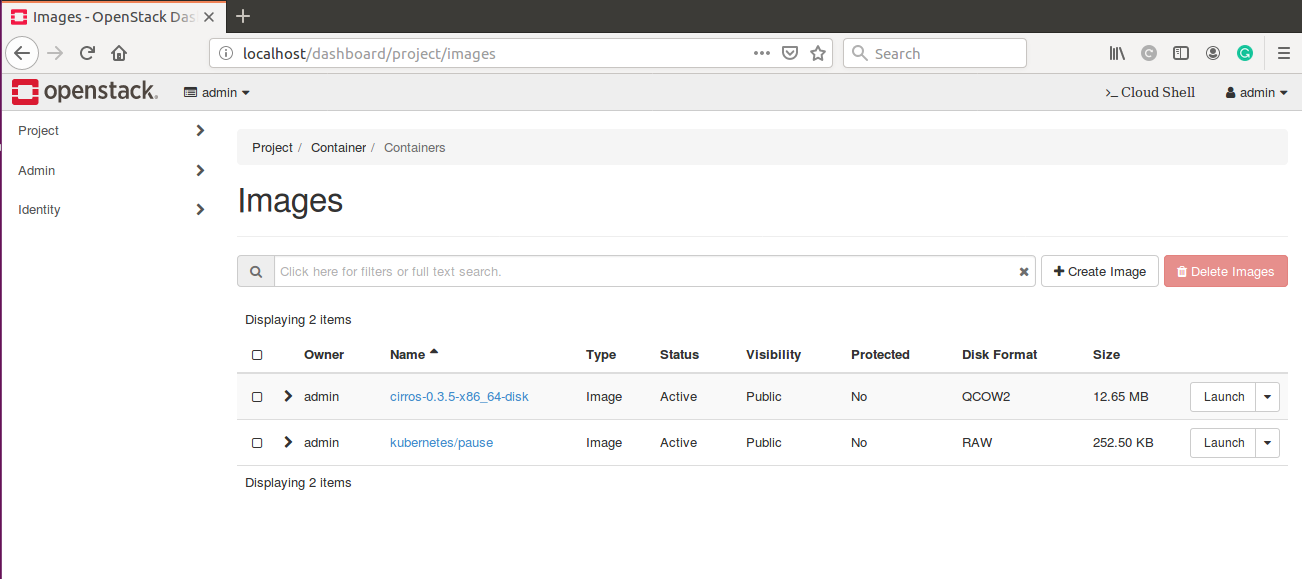 Images - OpenStack Das
localhost/dashboard/project/images
Search
openstack.
admin
>_ Cloud Shell
admin
Project
Admin
Identity
Project / Container / Containers
Images
Click here for filters or full text search.
Create Image
Delete Images
Displaying 2 items
Owner Name Type Status Visibility Protected Disk Format Size
admin cirros-0.3.5-x86_64-disk Image Active Public No QCOW2 12.65 MB Launch
admin kubernetes/pause Image Active Public No RAW 252.50 KB Launch
Displaying 2 items